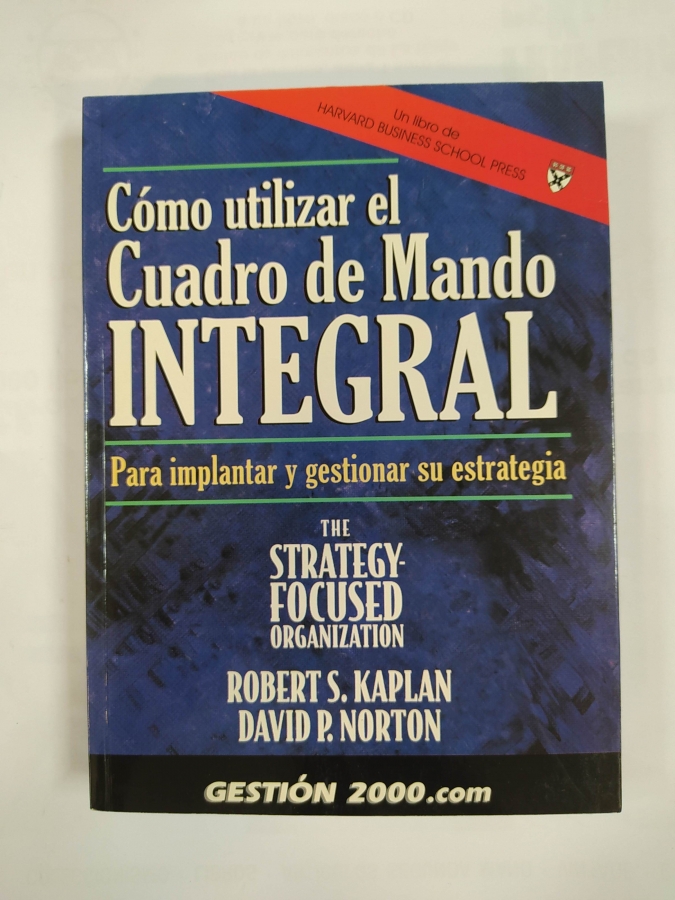 Un libro de
HARVARD BUSINESS SCHOOL PRESS
Cómo utilizar el
Cuadro de Mando
INTEGRAL
Para implantar y gestionar su estrategia
THE
STRATEGY-
FOCUSED
ORGANIZATION
ROBERT S. KAPLAN
DAVID P. NORTON
GESTIÓN 2000.com